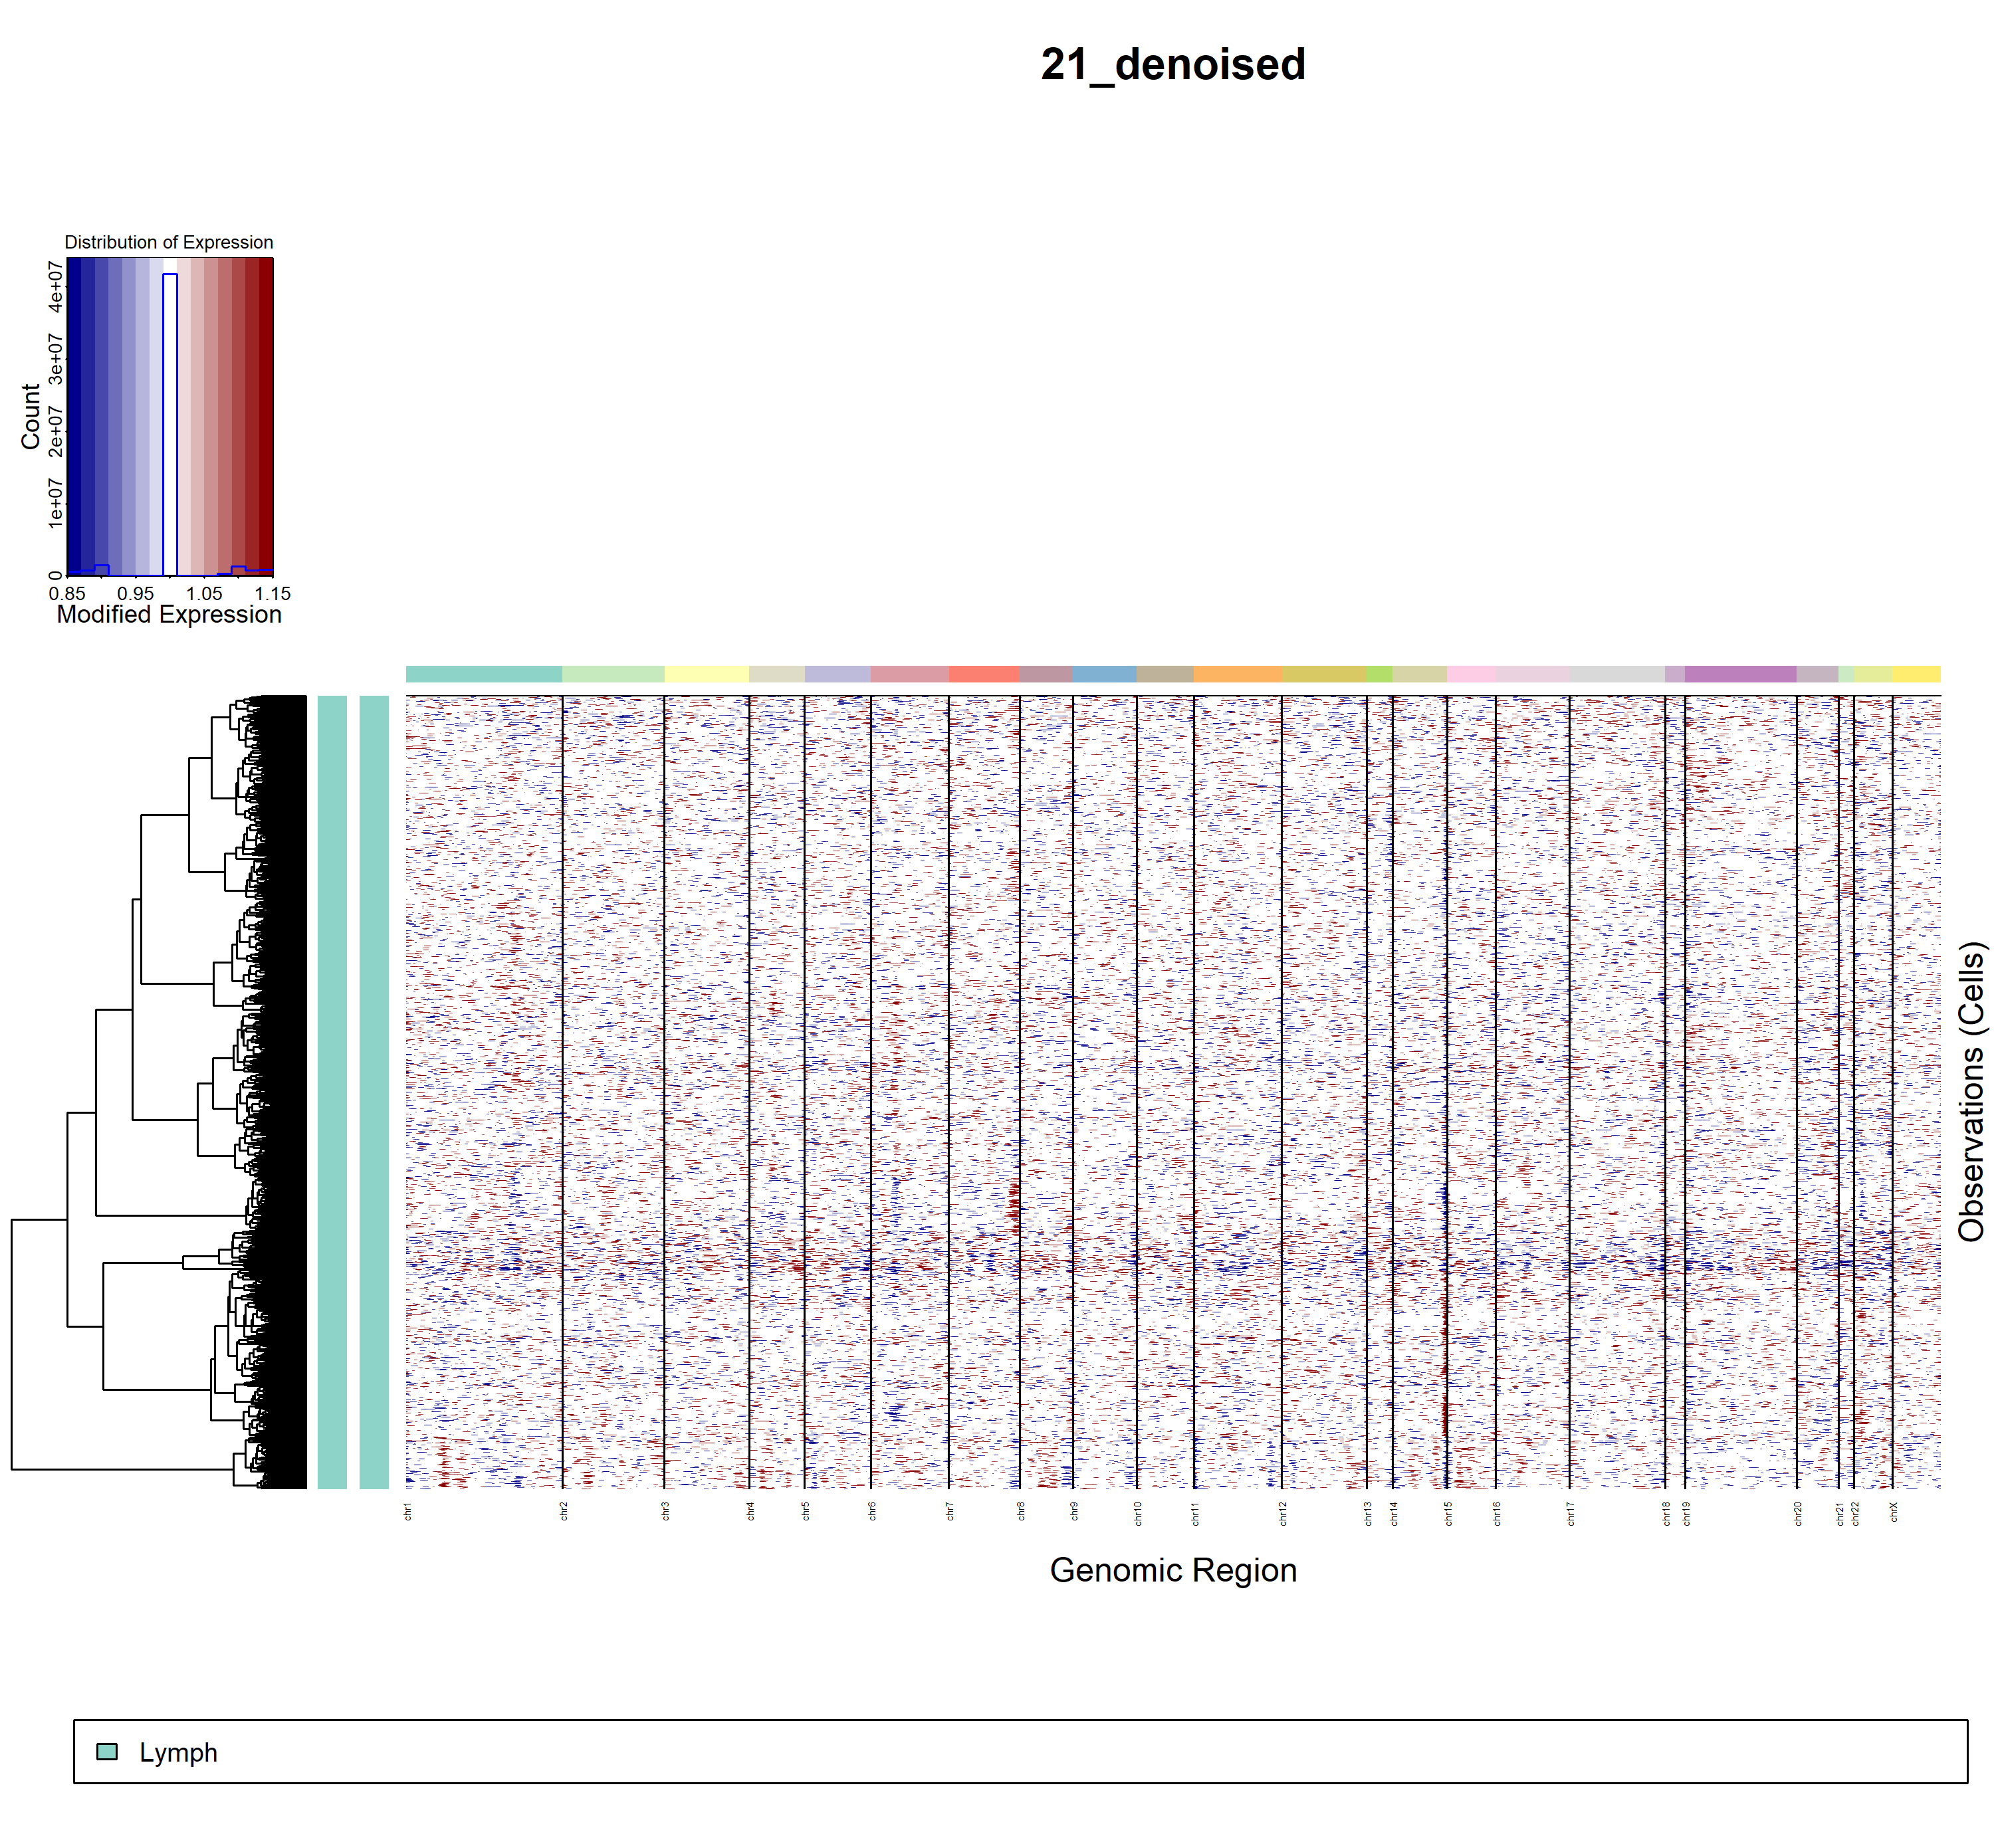 21_denoised
Distribution of Expression
Count
0
1e+07
2e+07
3e+07
4e+07
0.85 0.95 1.05 1.15
Modified Expression
Observations (Cells)
chr1 chr2 chr3 chr4 chr5 chr6 chr7 chr8 chr9 chr10 chr11 chr12 chr13 chr14 chr15 chr16 chr17 chr18 chr19 chr20 chr21 chr22 chrX
Genomic Region
Lymph